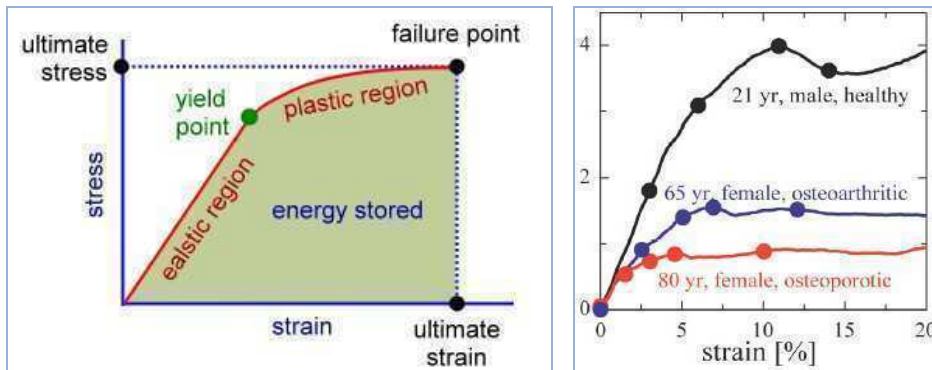 ultimate
stress
failure point
yield
point
plastic region
ealstic region
energy stored
stress
strain
ultimate
strain
4
21 yr, male, healthy
2
65 yr, female, osteoarthritic
80 yr, female, osteoporotic
0
0 5 10 15 20
strain [%]